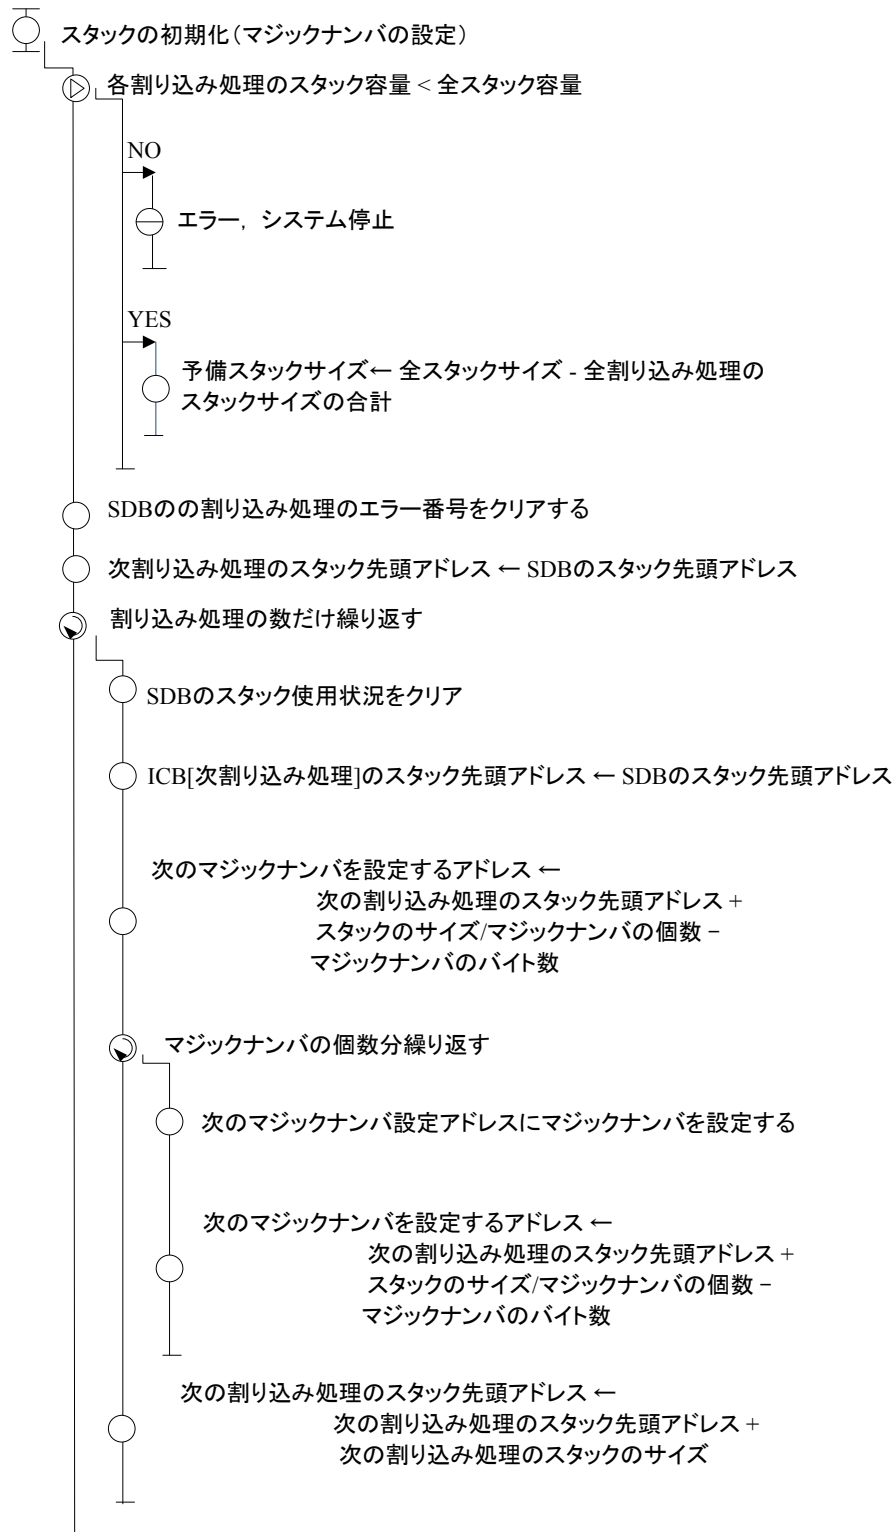 スタックの初期化(マジックナンバの設定)
各割り込み処理のスタック容量 < 全スタック容量
NO
エラー, システム停止
YES
予備スタックサイズ← 全スタックサイズ - 全割り込み処理の
スタックサイズの合計
SDBのの割り込み処理のエラー番号をクリアする
次割り込み処理のスタック先頭アドレス ← SDBのスタック先頭アドレス
割り込み処理の数だけ繰り返す
SDBのスタック使用状況をクリア
ICB[次割り込み処理]のスタック先頭アドレス ← SDBのスタック先頭アドレス
次のマジックナンバを設定するアドレス ←
次の割り込み処理のスタック先頭アドレス +
スタックのサイズ/マジックナンバの個数 −
マジックナンバのバイト数
マジックナンバの個数分繰り返す
次のマジックナンバ設定アドレスにマジックナンバを設定する
次のマジックナンバを設定するアドレス ←
次の割り込み処理のスタック先頭アドレス +
スタックのサイズ/マジックナンバの個数 −
マジックナンバのバイト数
次の割り込み処理のスタック先頭アドレス ←
次の割り込み処理のスタック先頭アドレス +
次の割り込み処理のスタックのサイズ